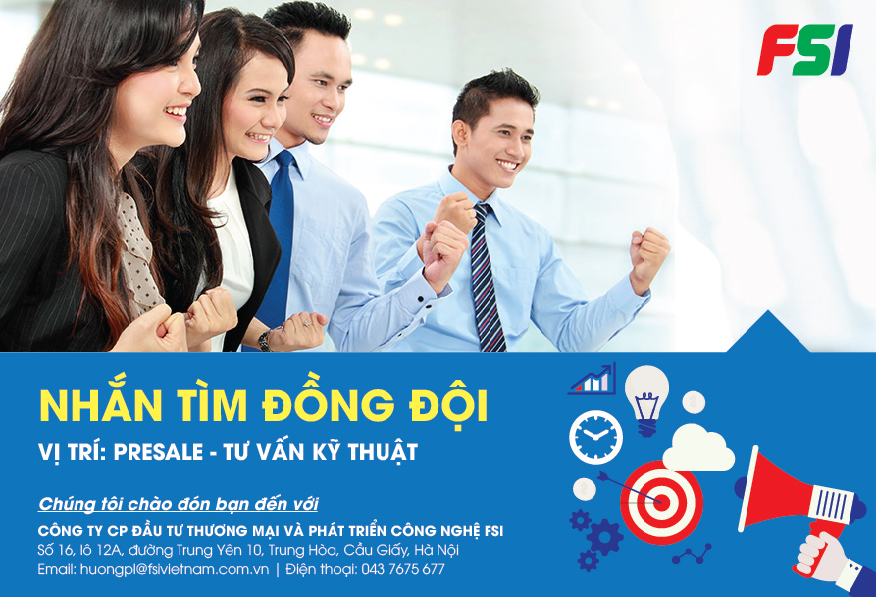 FSI
NHẮN TÌM ĐỒNG ĐỘI
VỊ TRÍ: PRESALE - TƯ VẤN KỸ THUẬT
Chúng tôi chào đón bạn đến với
CÔNG TY CP ĐẦU TƯ THƯƠNG MẠI VÀ PHÁT TRIỂN CÔNG NGHỆ FSI
Số 16, lô 12A, đường Trung Yên 10, Trung Hòc, Cầu Giấy, Hà Nội
Email: huongpl@fsivietnam.com.vn | Điện thoại: 043 7675 677